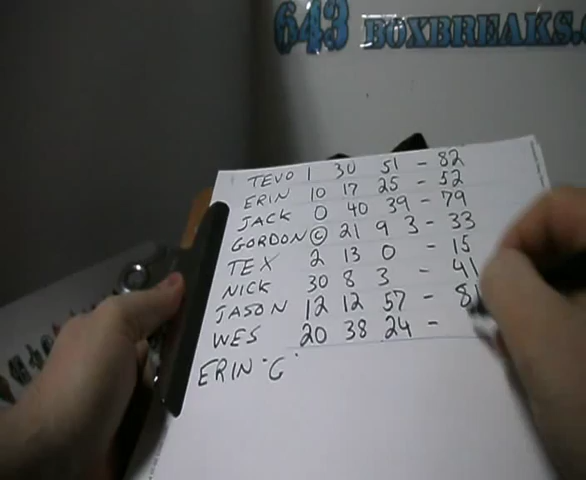 643 BOXBREAKS.C
TEVO 1 30 51 - 82
ERIN 10 17 25 - 52
JACK 0 40 39 - 79
GORDON © 21 9 3 - 33
TEX 2 13 0 - 15
NICK 30 8 3 - 41
JASON 12 12 57 - 81
WES 20 38 24 -
ERIN "G"